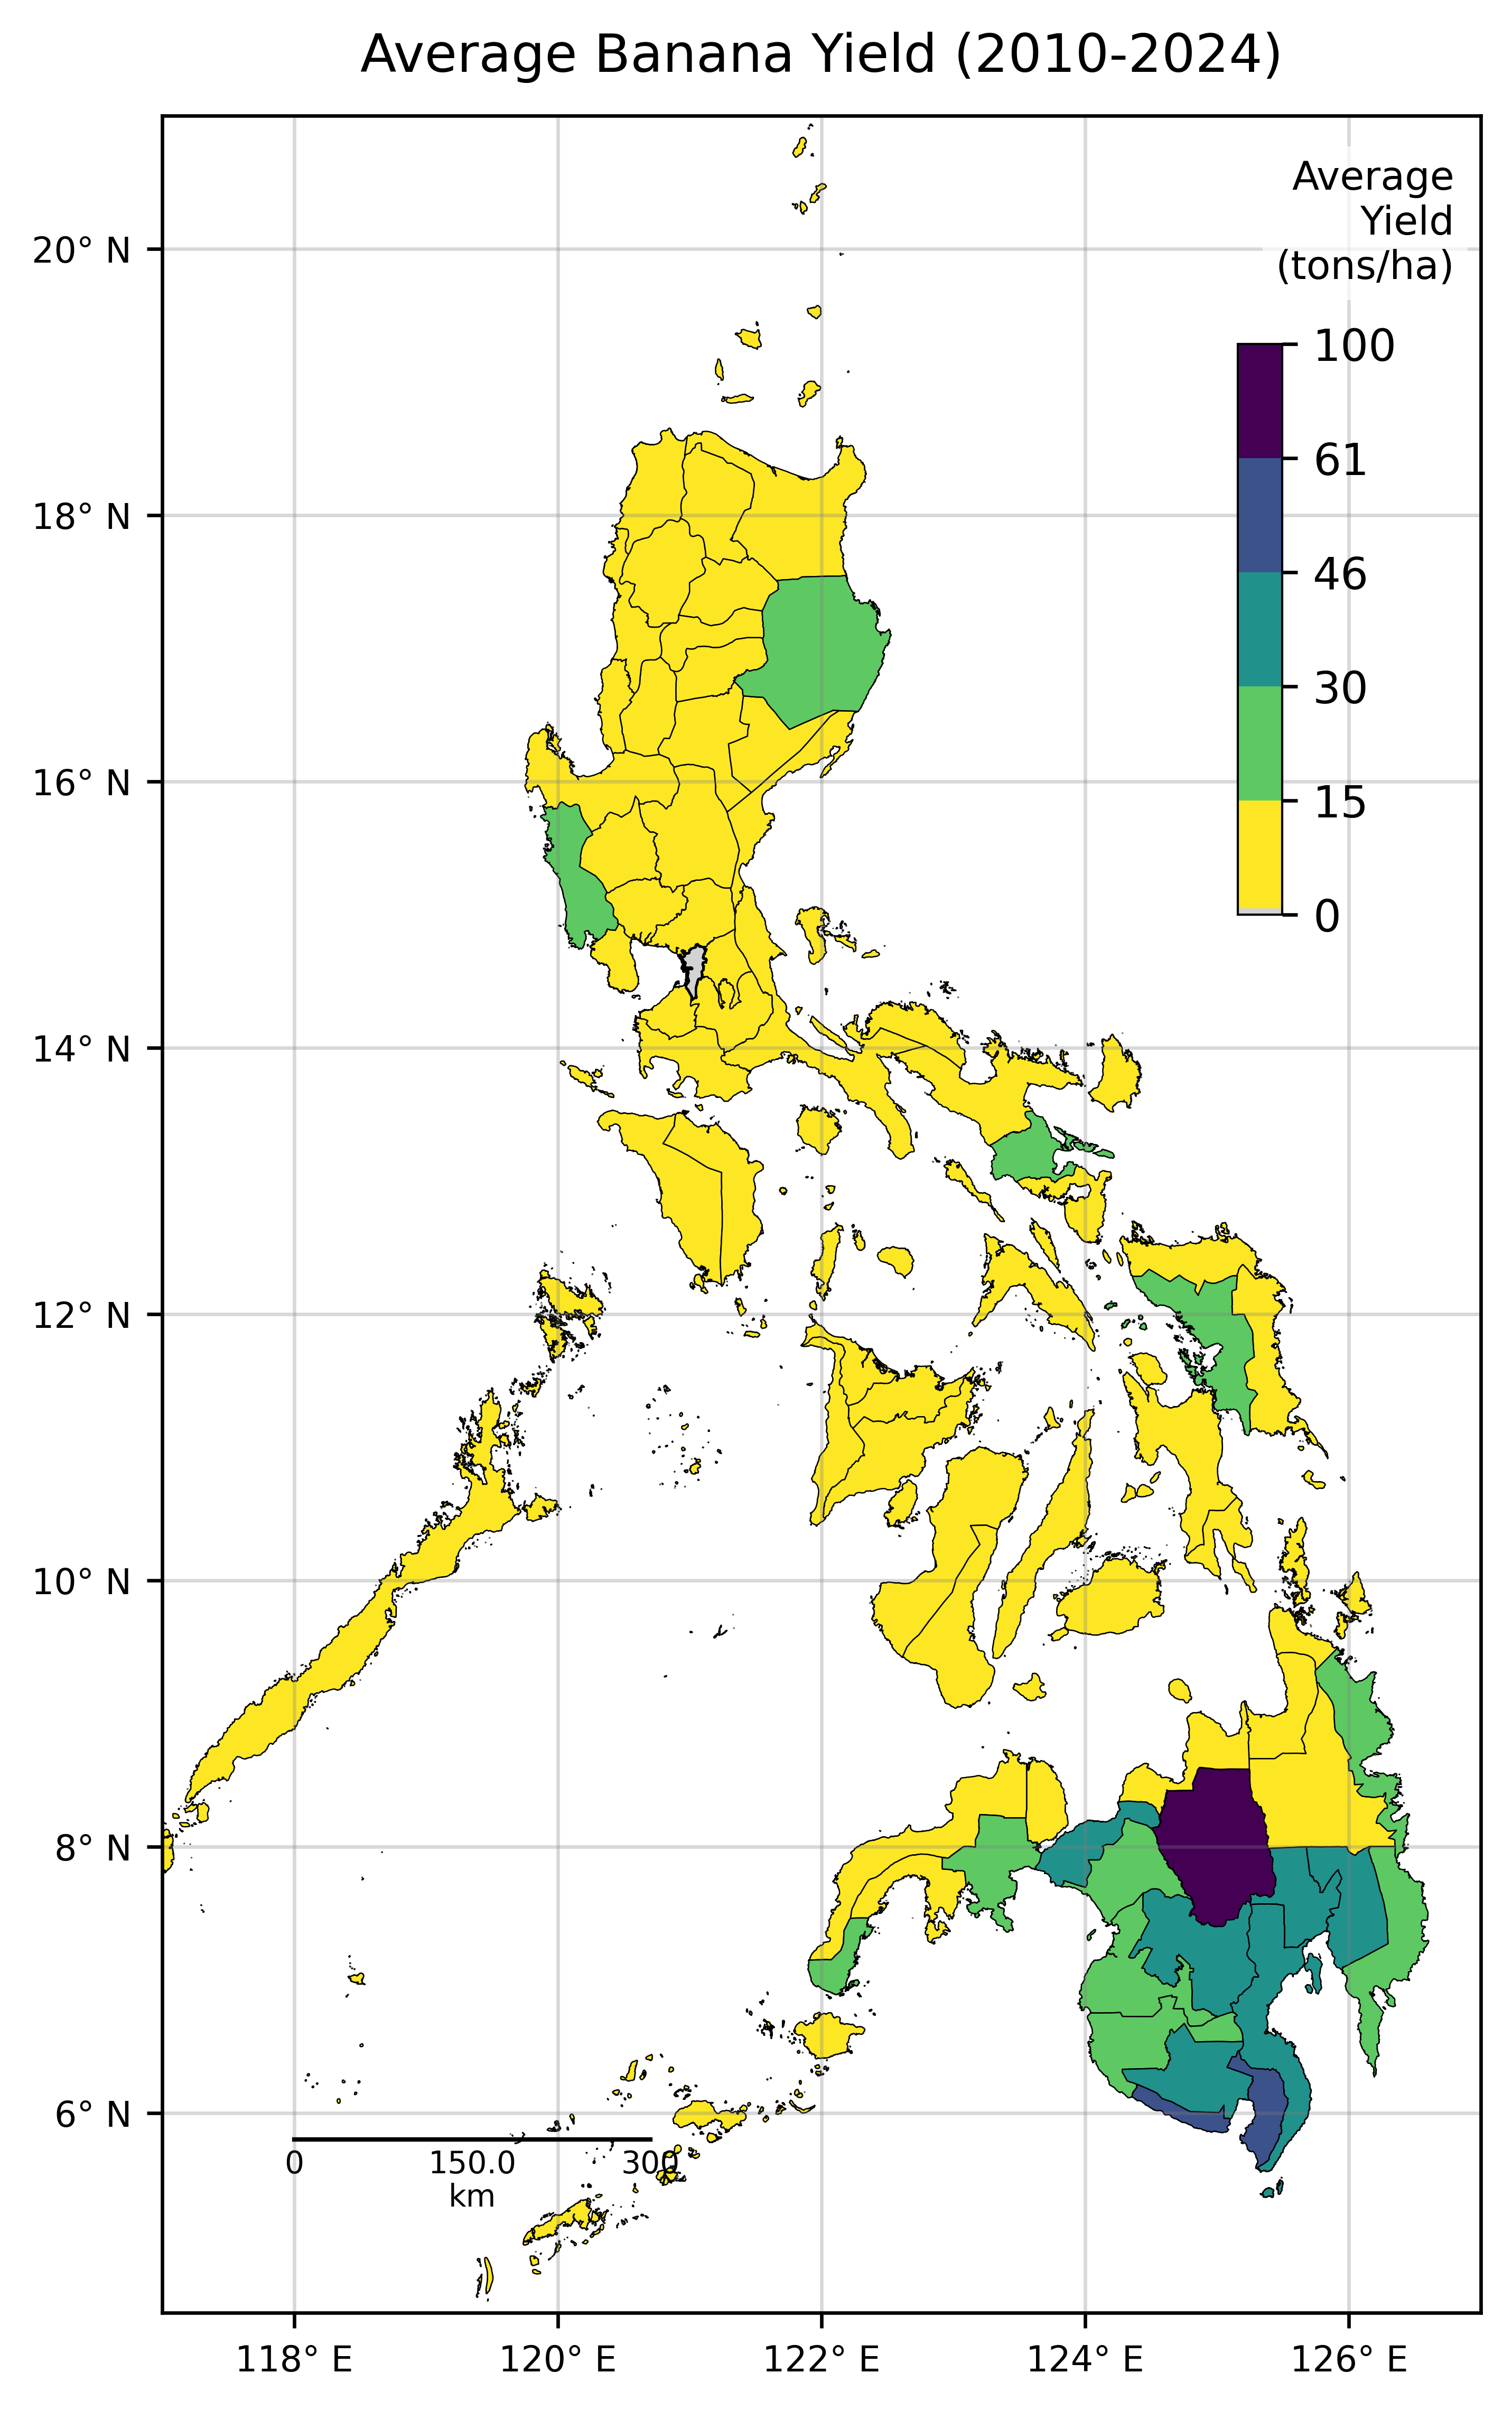 Average Banana Yield (2010-2024)
Average
Yield
(tons/ha)
100
61
46
30
15
0
20° N
18° N
16° N
14° N
12° N
10° N
8° N
6° N
0 150.0 300
km
118° E 120° E 122° E 124° E 126° E